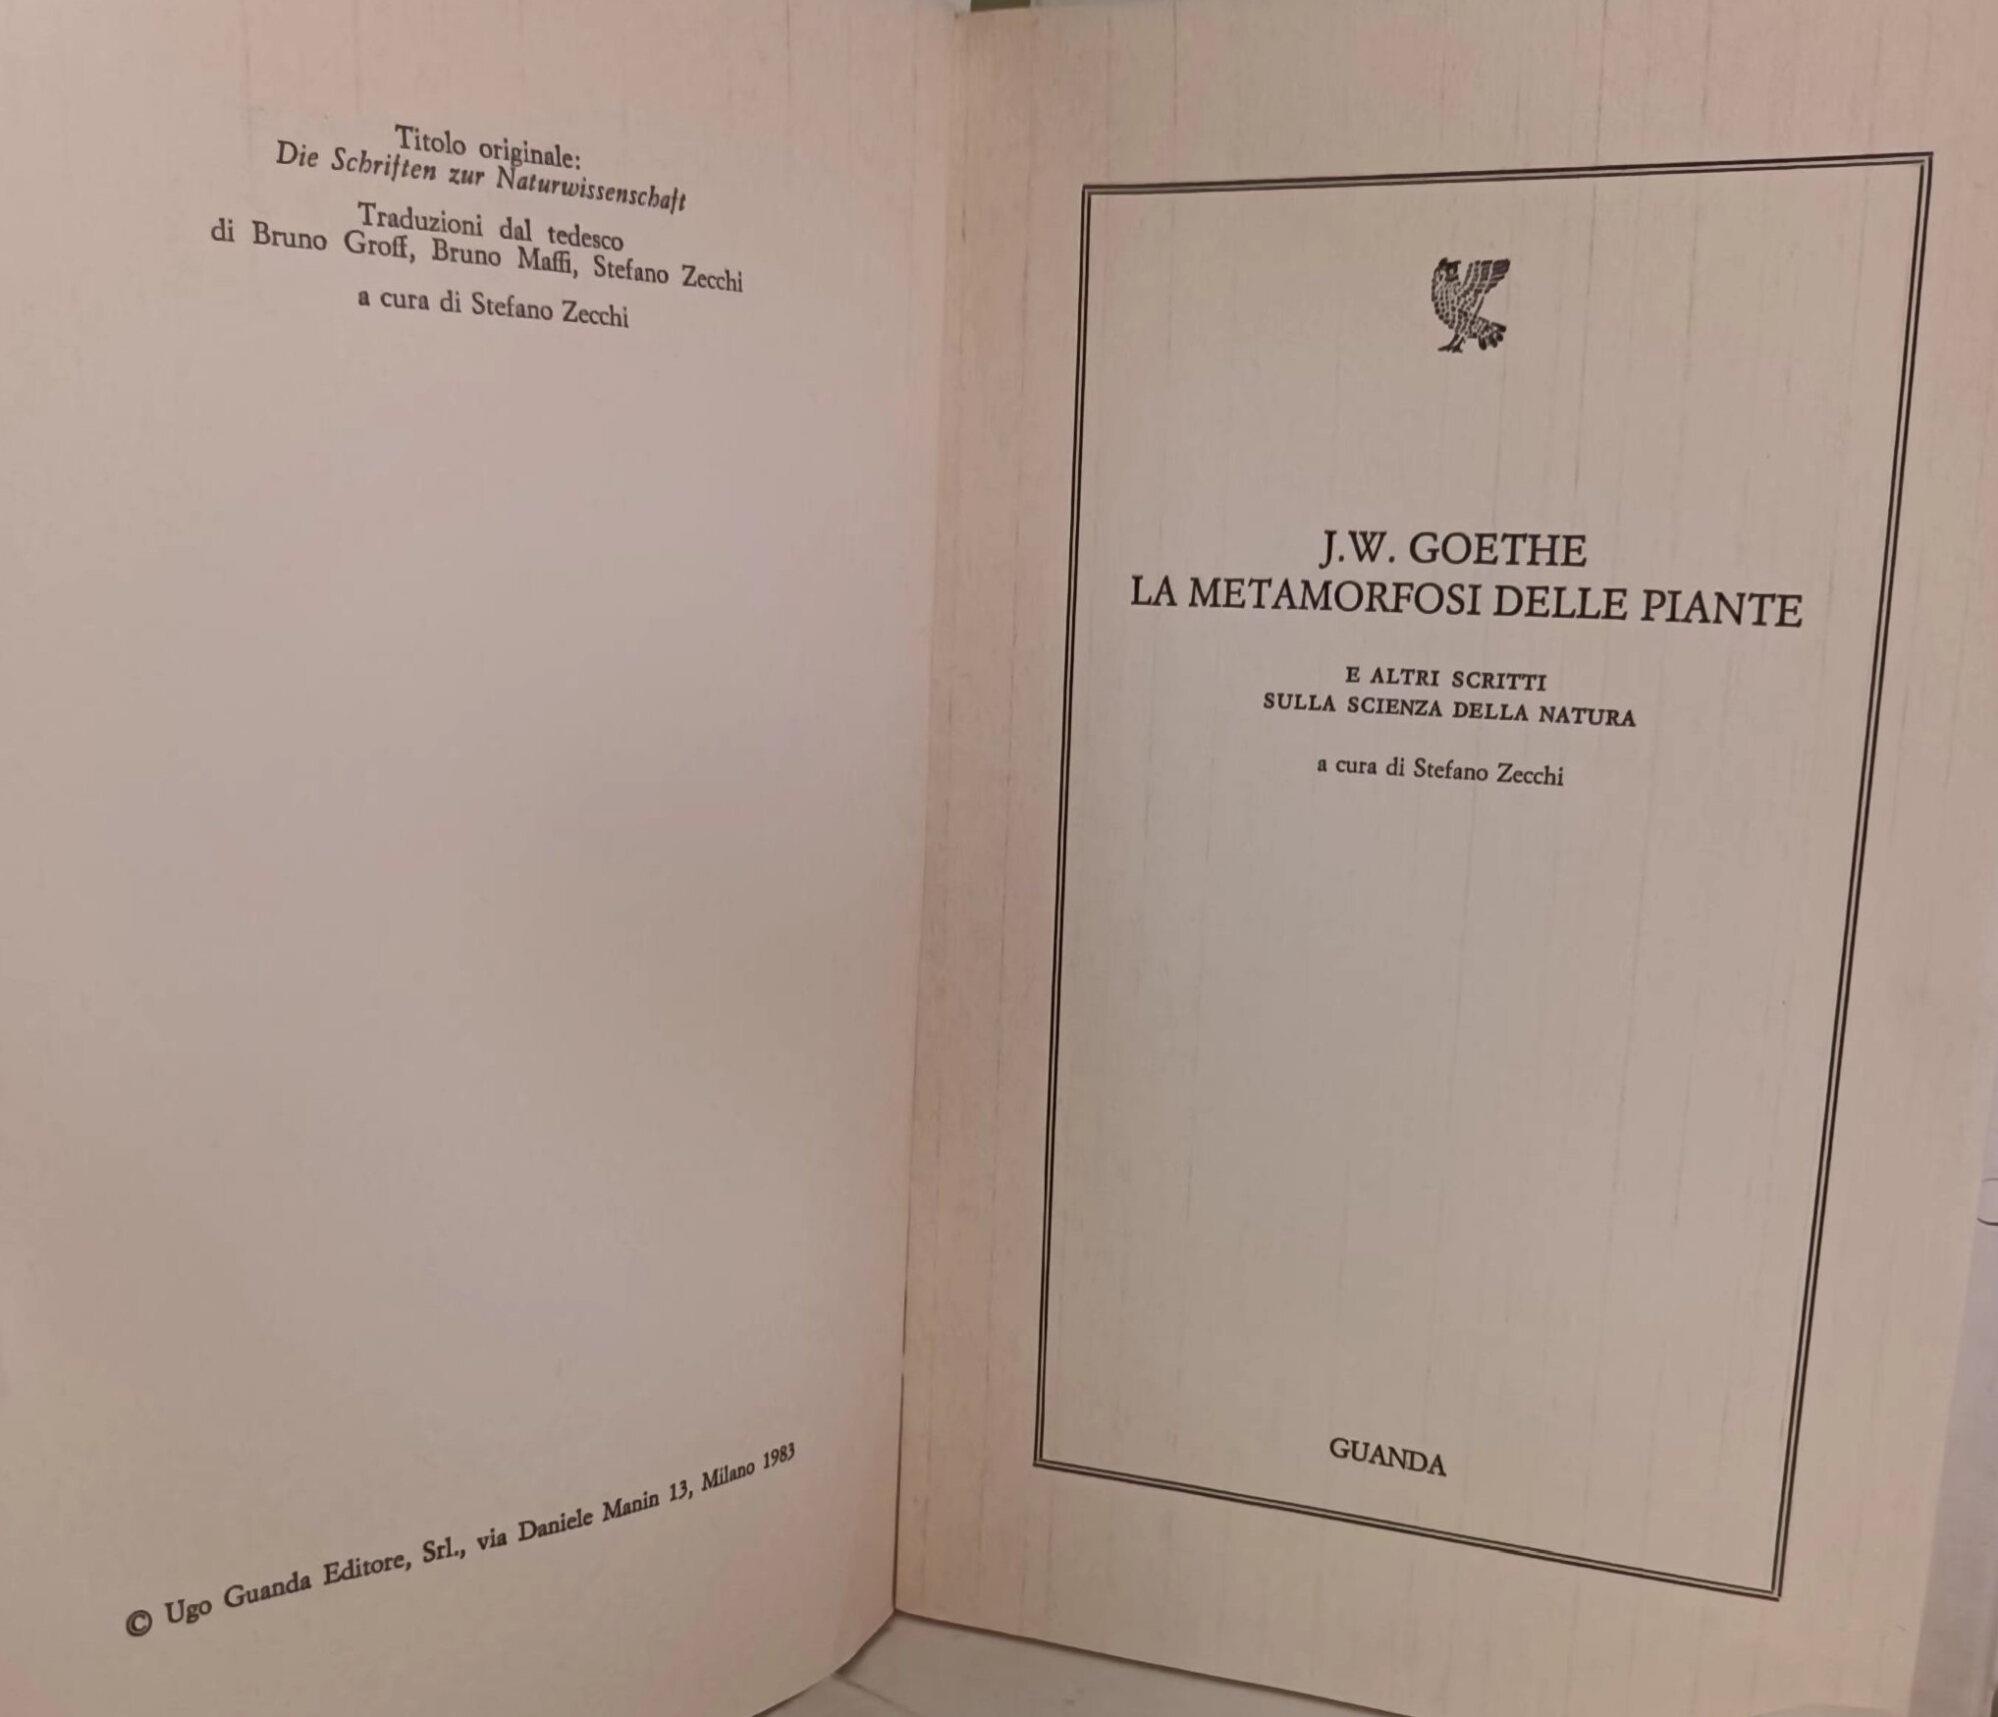 Titolo originale:
Die Schriften zur Naturwissenschaft
Traduzioni dal tedesco
di Bruno Groff, Bruno Maffi, Stefano Zecchi
a cura di Stefano Zecchi
© Ugo Guanda Editore, Srl., via Daniele Manin 13, Milano 1983
J.W. GOETHE
LA METAMORFOSI DELLE PIANTE
E ALTRI SCRITTI
SULLA SCIENZA DELLA NATURA
a cura di Stefano Zecchi
GUANDA